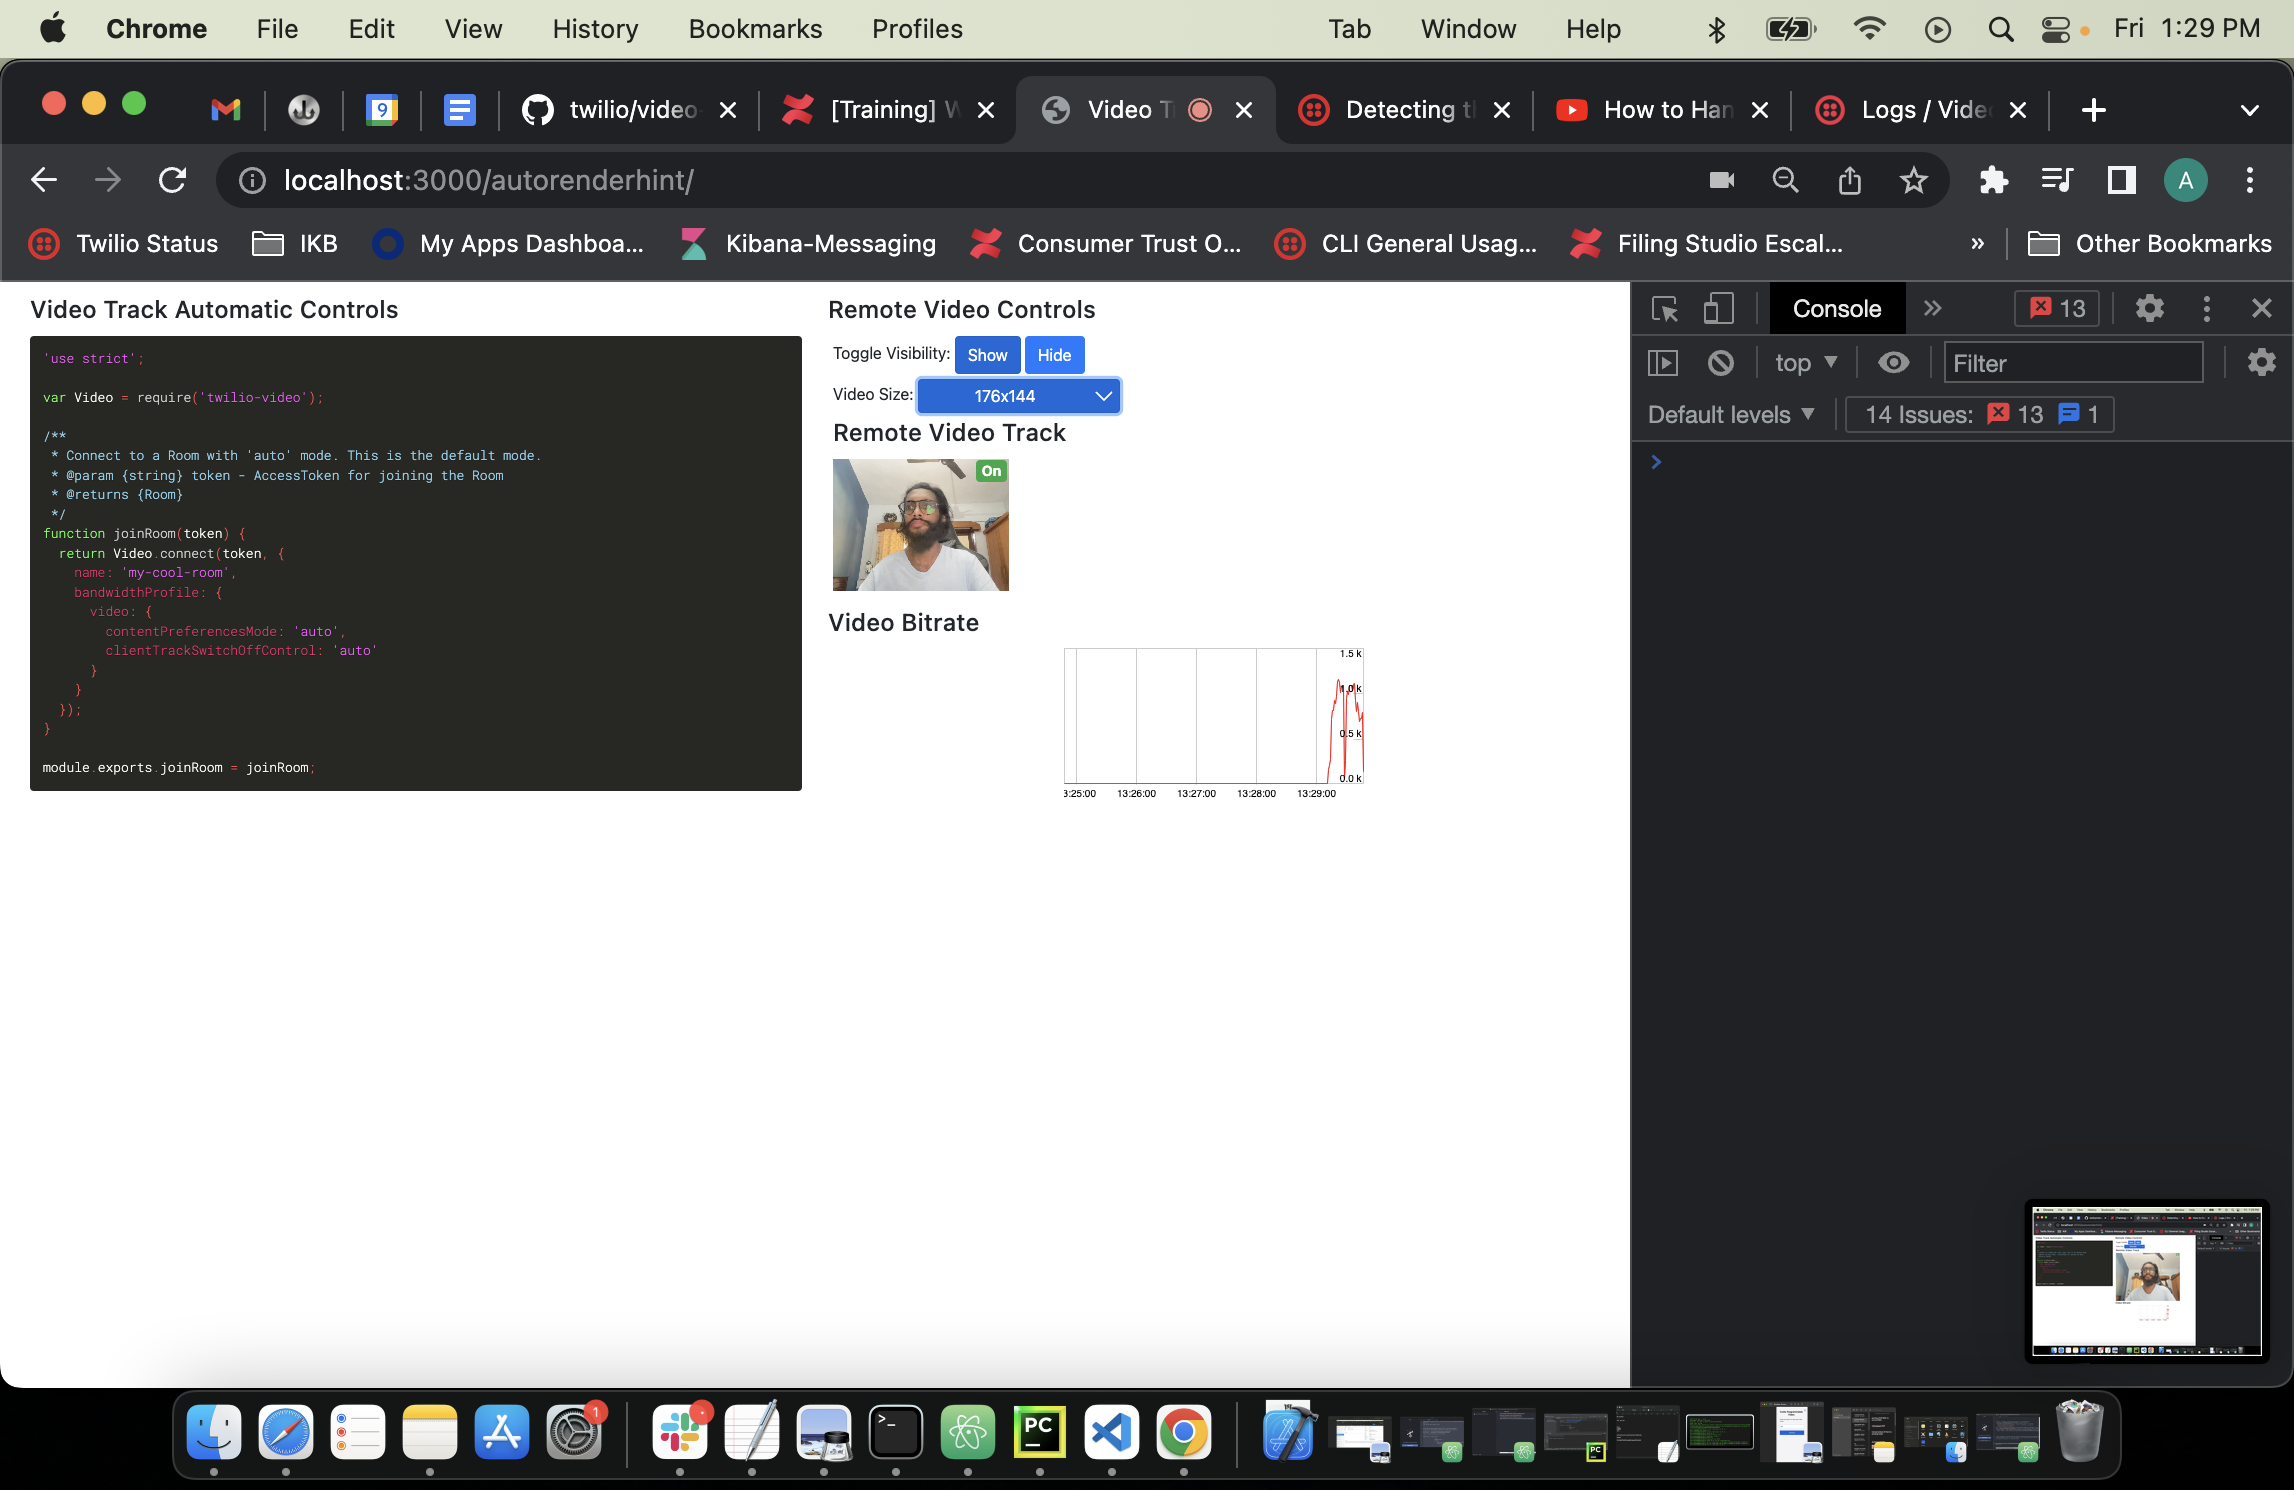 Chrome File Edit View History Bookmarks Profiles Tab Window Help Fri 1:29 PM
9 twilio/video- [Training] W Video T Detecting th How to Han Logs / Vide
localhost:3000/autorenderhint/ A
Twilio Status IKB My Apps Dashboa... Kibana-Messaging Consumer Trust O... CLI General Usag... Filing Studio Escal... » Other Bookmarks
Video Track Automatic Controls
'use strict';
var Video = require('twilio-video');
/**
* Connect to a Room with 'auto' mode. This is the default mode.
* @param {string} token - AccessToken for joining the Room
* @returns {Room}
*/
function joinRoom(token) {
return Video.connect(token, {
name: 'my-cool-room',
bandwidthProfile: {
video: {
contentPreferencesMode: 'auto',
clientTrackSwitchOffControl: 'auto'
}
}
});
}
module.exports.joinRoom = joinRoom;
Remote Video Controls
Toggle Visibility: Show Hide
Video Size: 176x144
Remote Video Track
On
Video Bitrate
1.5 k
1.0 k
0.5 k
0.0 k
3:25:00 13:26:00 13:27:00 13:28:00 13:29:00
Console » 13
top Filter
Default levels 14 Issues: 13 1
>
1
>_
PC
PC